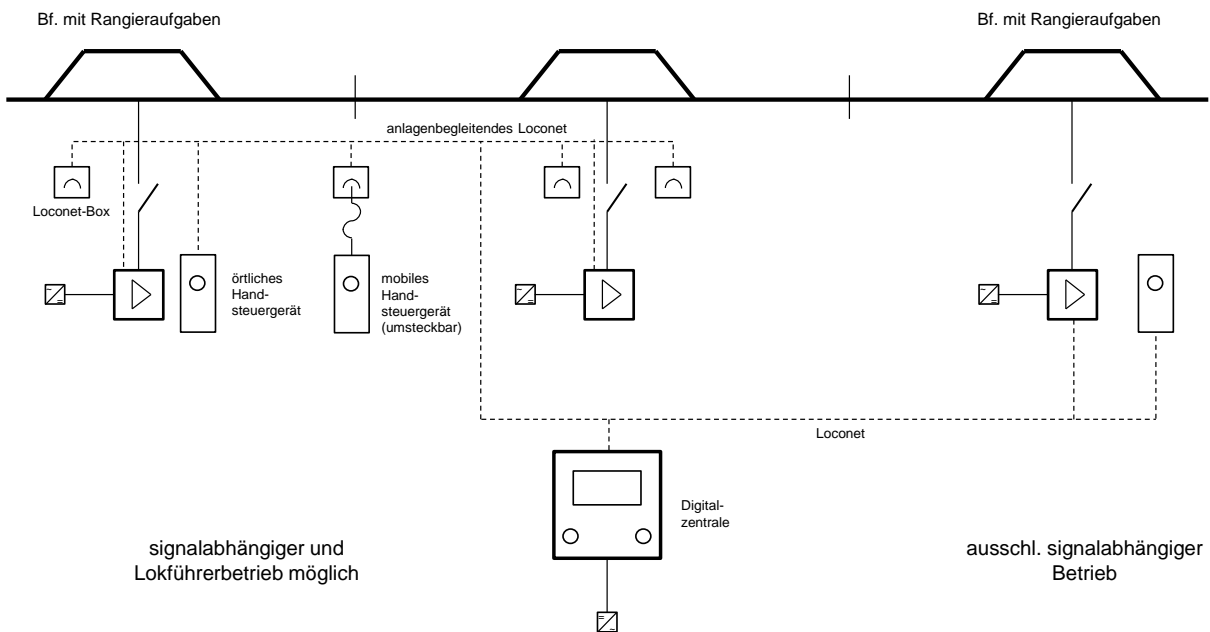 Bf. mit Rangieraufgaben
Bf. mit Rangieraufgaben
anlagenbegleitendes Loconet
Loconet-Box
örtliches
Hand-
steuergerät
mobiles
Hand-
steuergerät
(umsteckbar)
Loconet
Digital-
zentrale
signalabhängiger und
Lokführerbetrieb möglich
ausschl. signalabhängiger
Betrieb